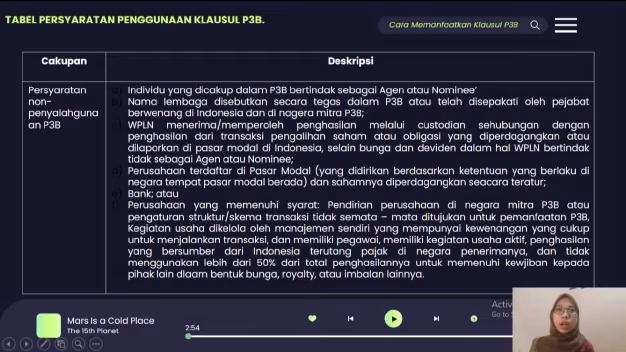 TABEL PERSYARATAN PENGGUNAAN KLAUSUL P3B.
Cara Memanfaatkan Klausul P3B
Cakupan
Deskripsi
Persyaratan
non-
penyalahguna
an P3B
a) Individu yang dicakup dalam P3B bertindak sebagai Agen atau Nominee'
b) Nama lembaga disebutkan secara tegas dalam P3B atau telah disepakati oleh pejabat
berwenang di Indonesia dan di nagera mitra P3B;
c) WPLN menerima/memperoleh penghasilan melalui custodian sehubungan dengan
penghasilan dari transaksi pengalihan saham atau obligasi yang diperdagangkan atau
dilaporkan di pasar modal di Indonesia, selain bunga dan deviden dalam hal WPLN bertindak
tidak sebagai Agen atau Nominee;
d) Perusahaan terdaftar di Pasar Modal (yang didirikan berdasarkan ketentuan yang berlaku di
negara tempat pasar modal berada) dan sahamnya diperdagangkan seacara teratur;
e) Bank; atau
f) Perusahaan yang memenuhi syarat: Pendirian perusahaan di negara mitra P3B atau
pengaturan struktur/skema transaksi tidak semata – mata ditujukan untuk pemanfaatan P3B,
Kegiatan usaha dikelola oleh manajemen sendiri yang mempunyai kewenangan yang cukup
untuk menjalankan transaksi, dan memiliki pegawai, memiliki kegiatan usaha aktif, penghasilan
yang bersumber dari Indonesia terutang pajak di negara penerimanya, dan tidak
menggunakan lebih dari 50% dari total penghasilannya untuk memenuhi kewjiban kepada
pihak lain dlaam bentuk bunga, royalty, atau imbalan lainnya.
Mars Is a Cold Place
The 15th Planet
2:54
Activ
Go to S